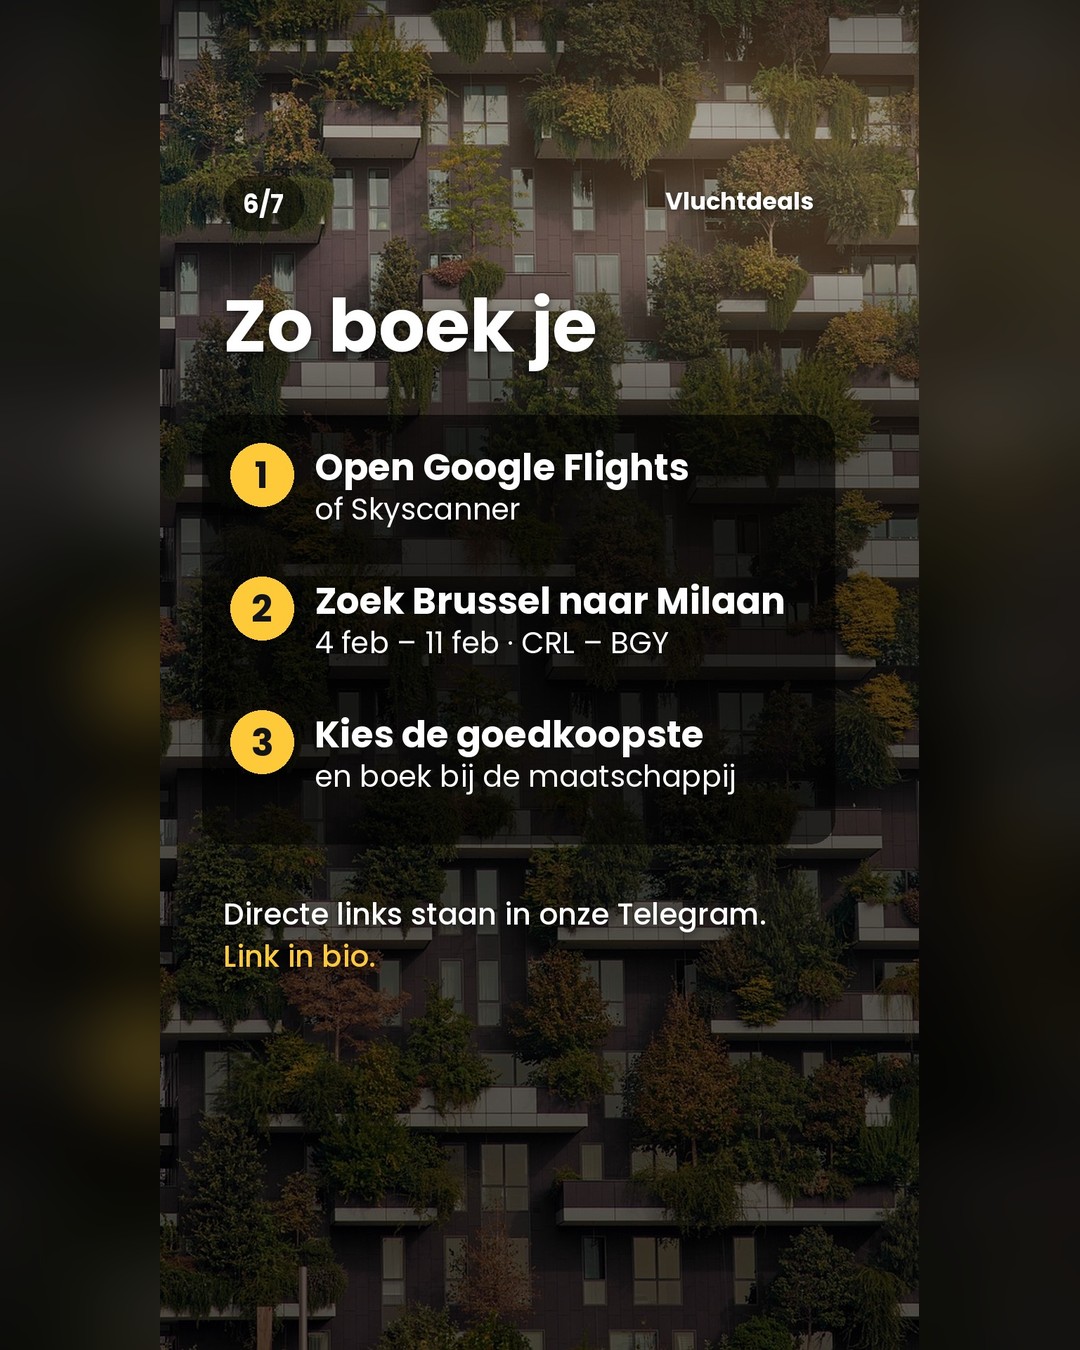 6/7
Vluchtdeals
Zo boek je
1
Open Google Flights
of Skyscanner
2
Zoek Brussel naar Milaan
4 feb – 11 feb · CRL – BGY
3
Kies de goedkoopste
en boek bij de maatschappij
Directe links staan in onze Telegram.
Link in bio.